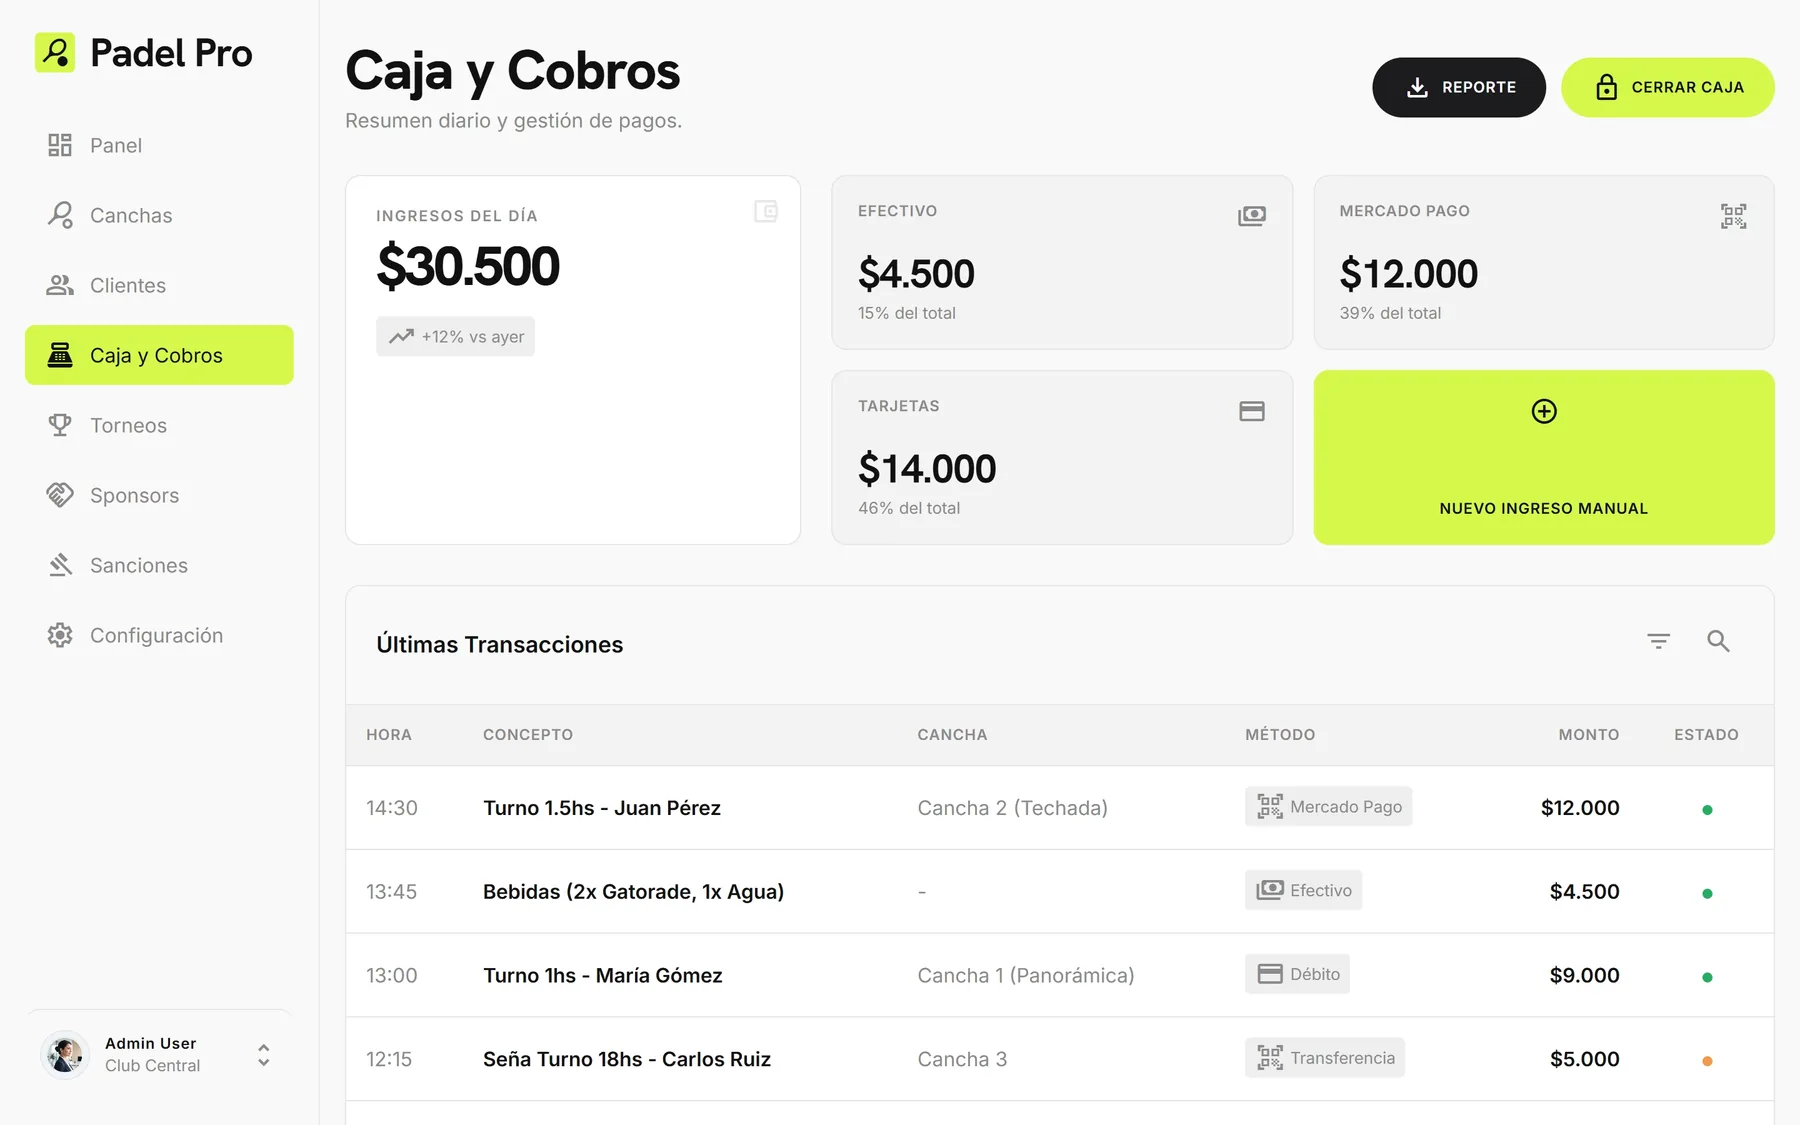 Padel Pro
Panel
Canchas
Clientes
Caja y Cobros
Torneos
Sponsors
Sanciones
Configuración
Admin User
Club Central
Caja y Cobros
Resumen diario y gestión de pagos.
REPORTE
CERRAR CAJA
INGRESOS DEL DÍA
$30.500
+12% vs ayer
EFECTIVO
$4.500
15% del total
MERCADO PAGO
$12.000
39% del total
TARJETAS
$14.000
46% del total
NUEVO INGRESO MANUAL
Últimas Transacciones
HORA CONCEPTO CANCHA MÉTODO MONTO ESTADO
14:30 Turno 1.5hs - Juan Pérez Cancha 2 (Techada) Mercado Pago $12.000
13:45 Bebidas (2x Gatorade, 1x Agua) - Efectivo $4.500
13:00 Turno 1hs - María Gómez Cancha 1 (Panorámica) Débito $9.000
12:15 Seña Turno 18hs - Carlos Ruiz Cancha 3 Transferencia $5.000